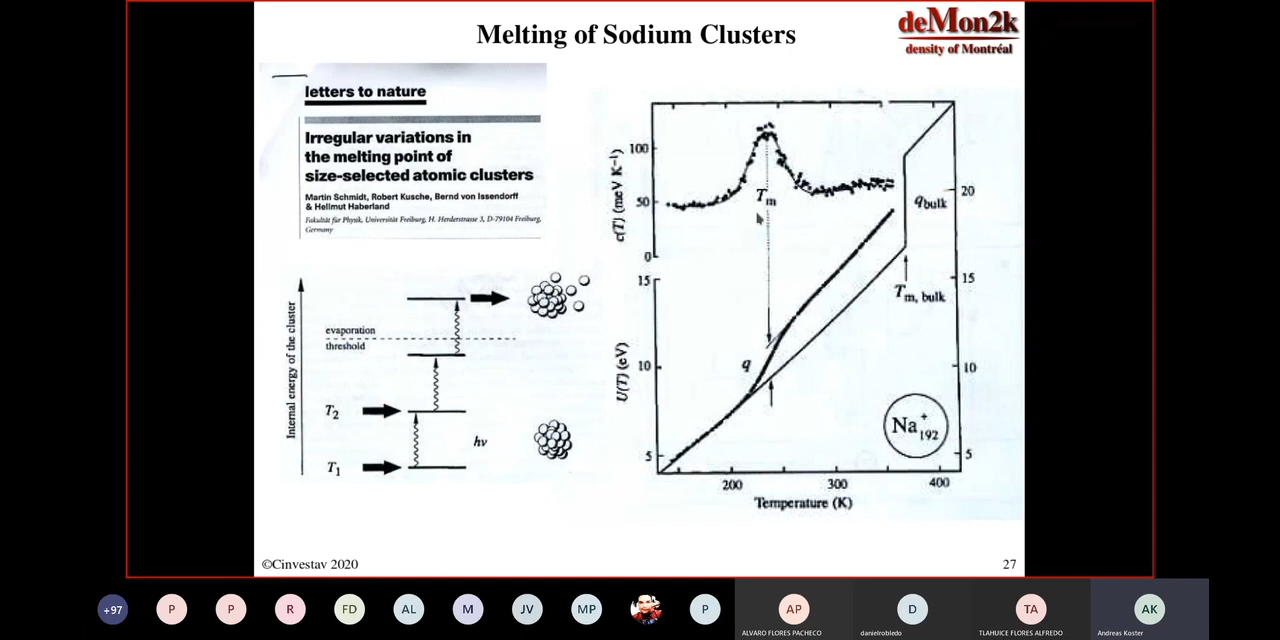 Melting of Sodium Clusters
deMon2k
density of Montréal
letters to nature
Irregular variations in
the melting point of
size-selected atomic clusters
Martin Schmidt, Robert Kusche, Bernd von Issendorff
& Hellmut Haberland
Fakultät für Physik, Universität Freiburg, H. Herderstrasse 3, D-79104 Freiburg,
Germany
Internal energy of the cluster
evaporation
threshold
T2
T1
hν
c(T) (meV K⁻¹)
100
50
0
Tm
qbulk
Tm, bulk
U(T) (eV)
15
10
5
q
20
15
10
5
Na+192
200 300 400
Temperature (K)
©Cinvestav 2020
27
+97
P
P
R
FD
AL
M
JV
MP
P
AP
D
TA
AK
ALVARO FLORES PACHECO
danielrobledo
TLAHUICE FLORES ALFREDO
Andreas Koster